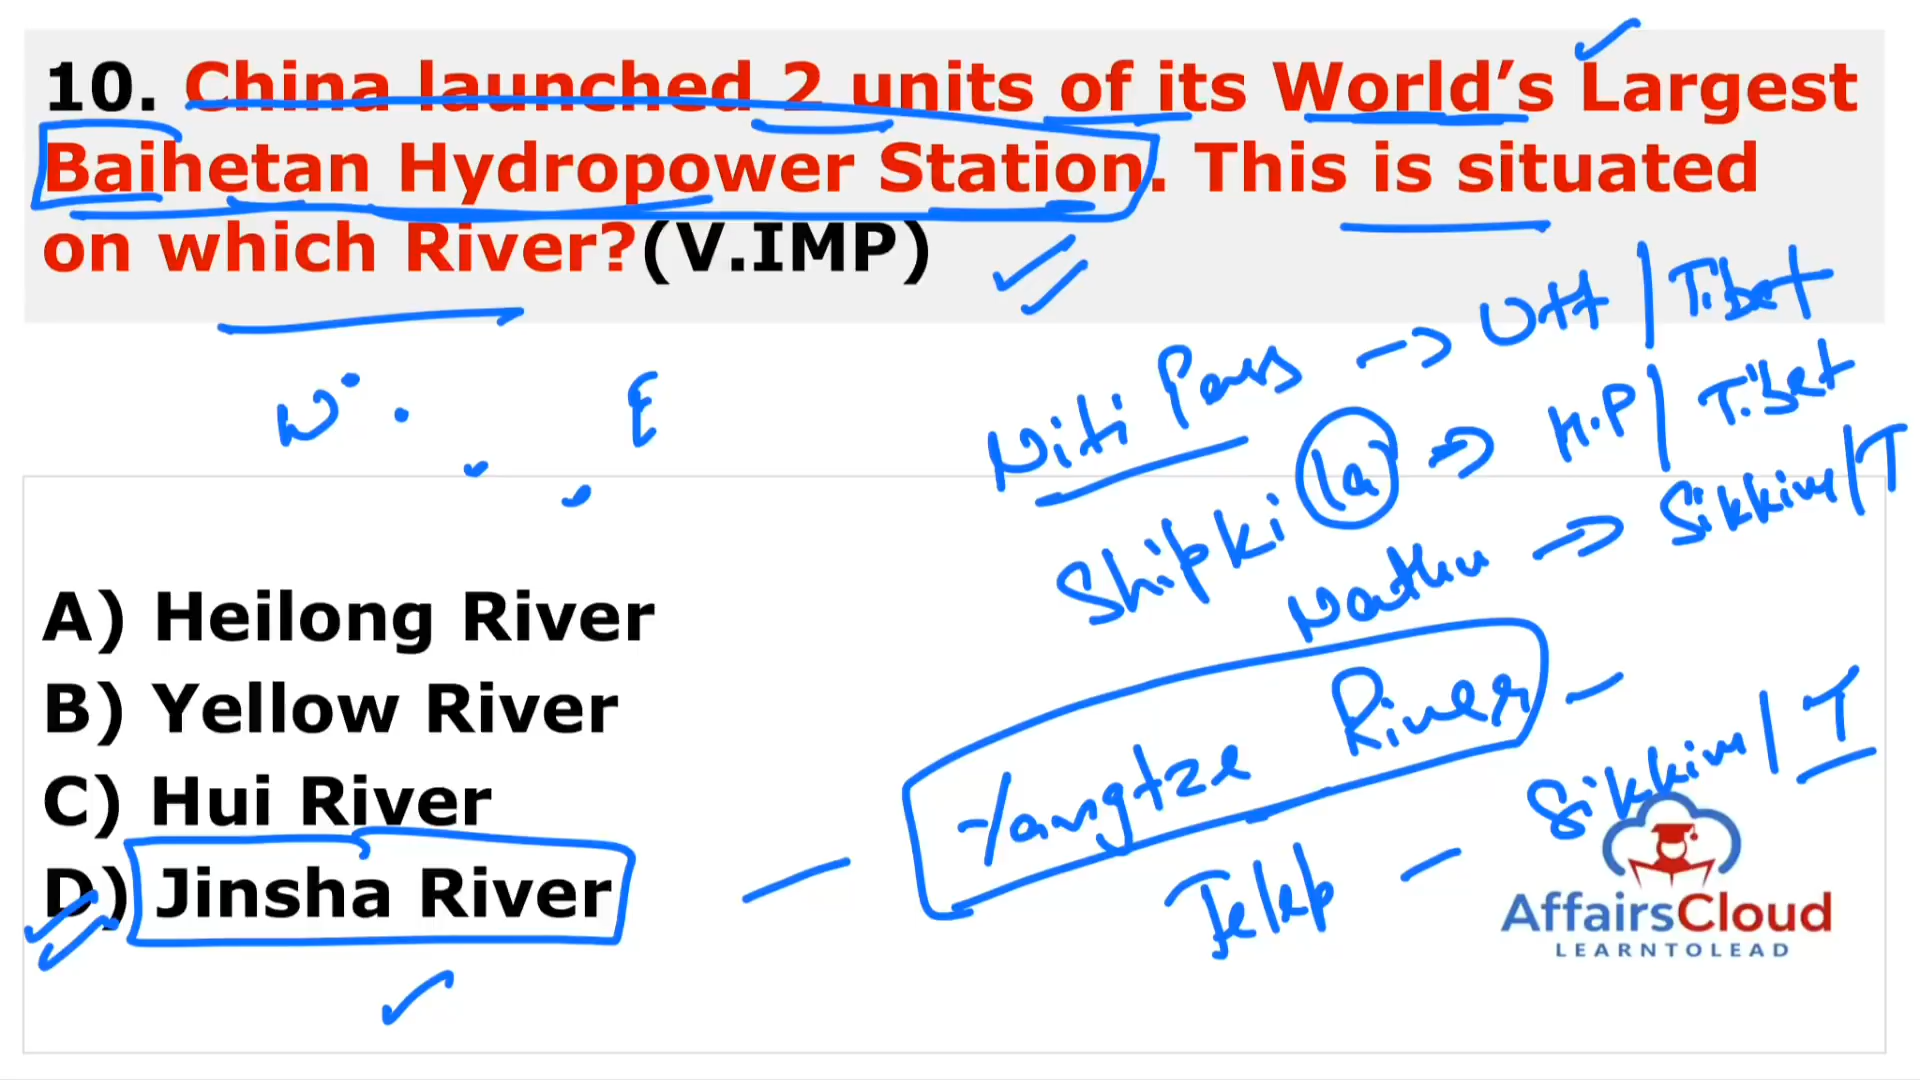 10. China launched 2 units of its World’s Largest
Baihetan Hydropower Station. This is situated
on which River?(V.IMP)
W E
Niti Pass → Utt / Tibet
Shipki la → H.P / Tibet
Nathu → Sikkim / T
A) Heilong River
B) Yellow River
C) Hui River
D) Jinsha River
— Yangtze River —
Jelep — Sikkim / T
AffairsCloud
LEARNTOLEAD